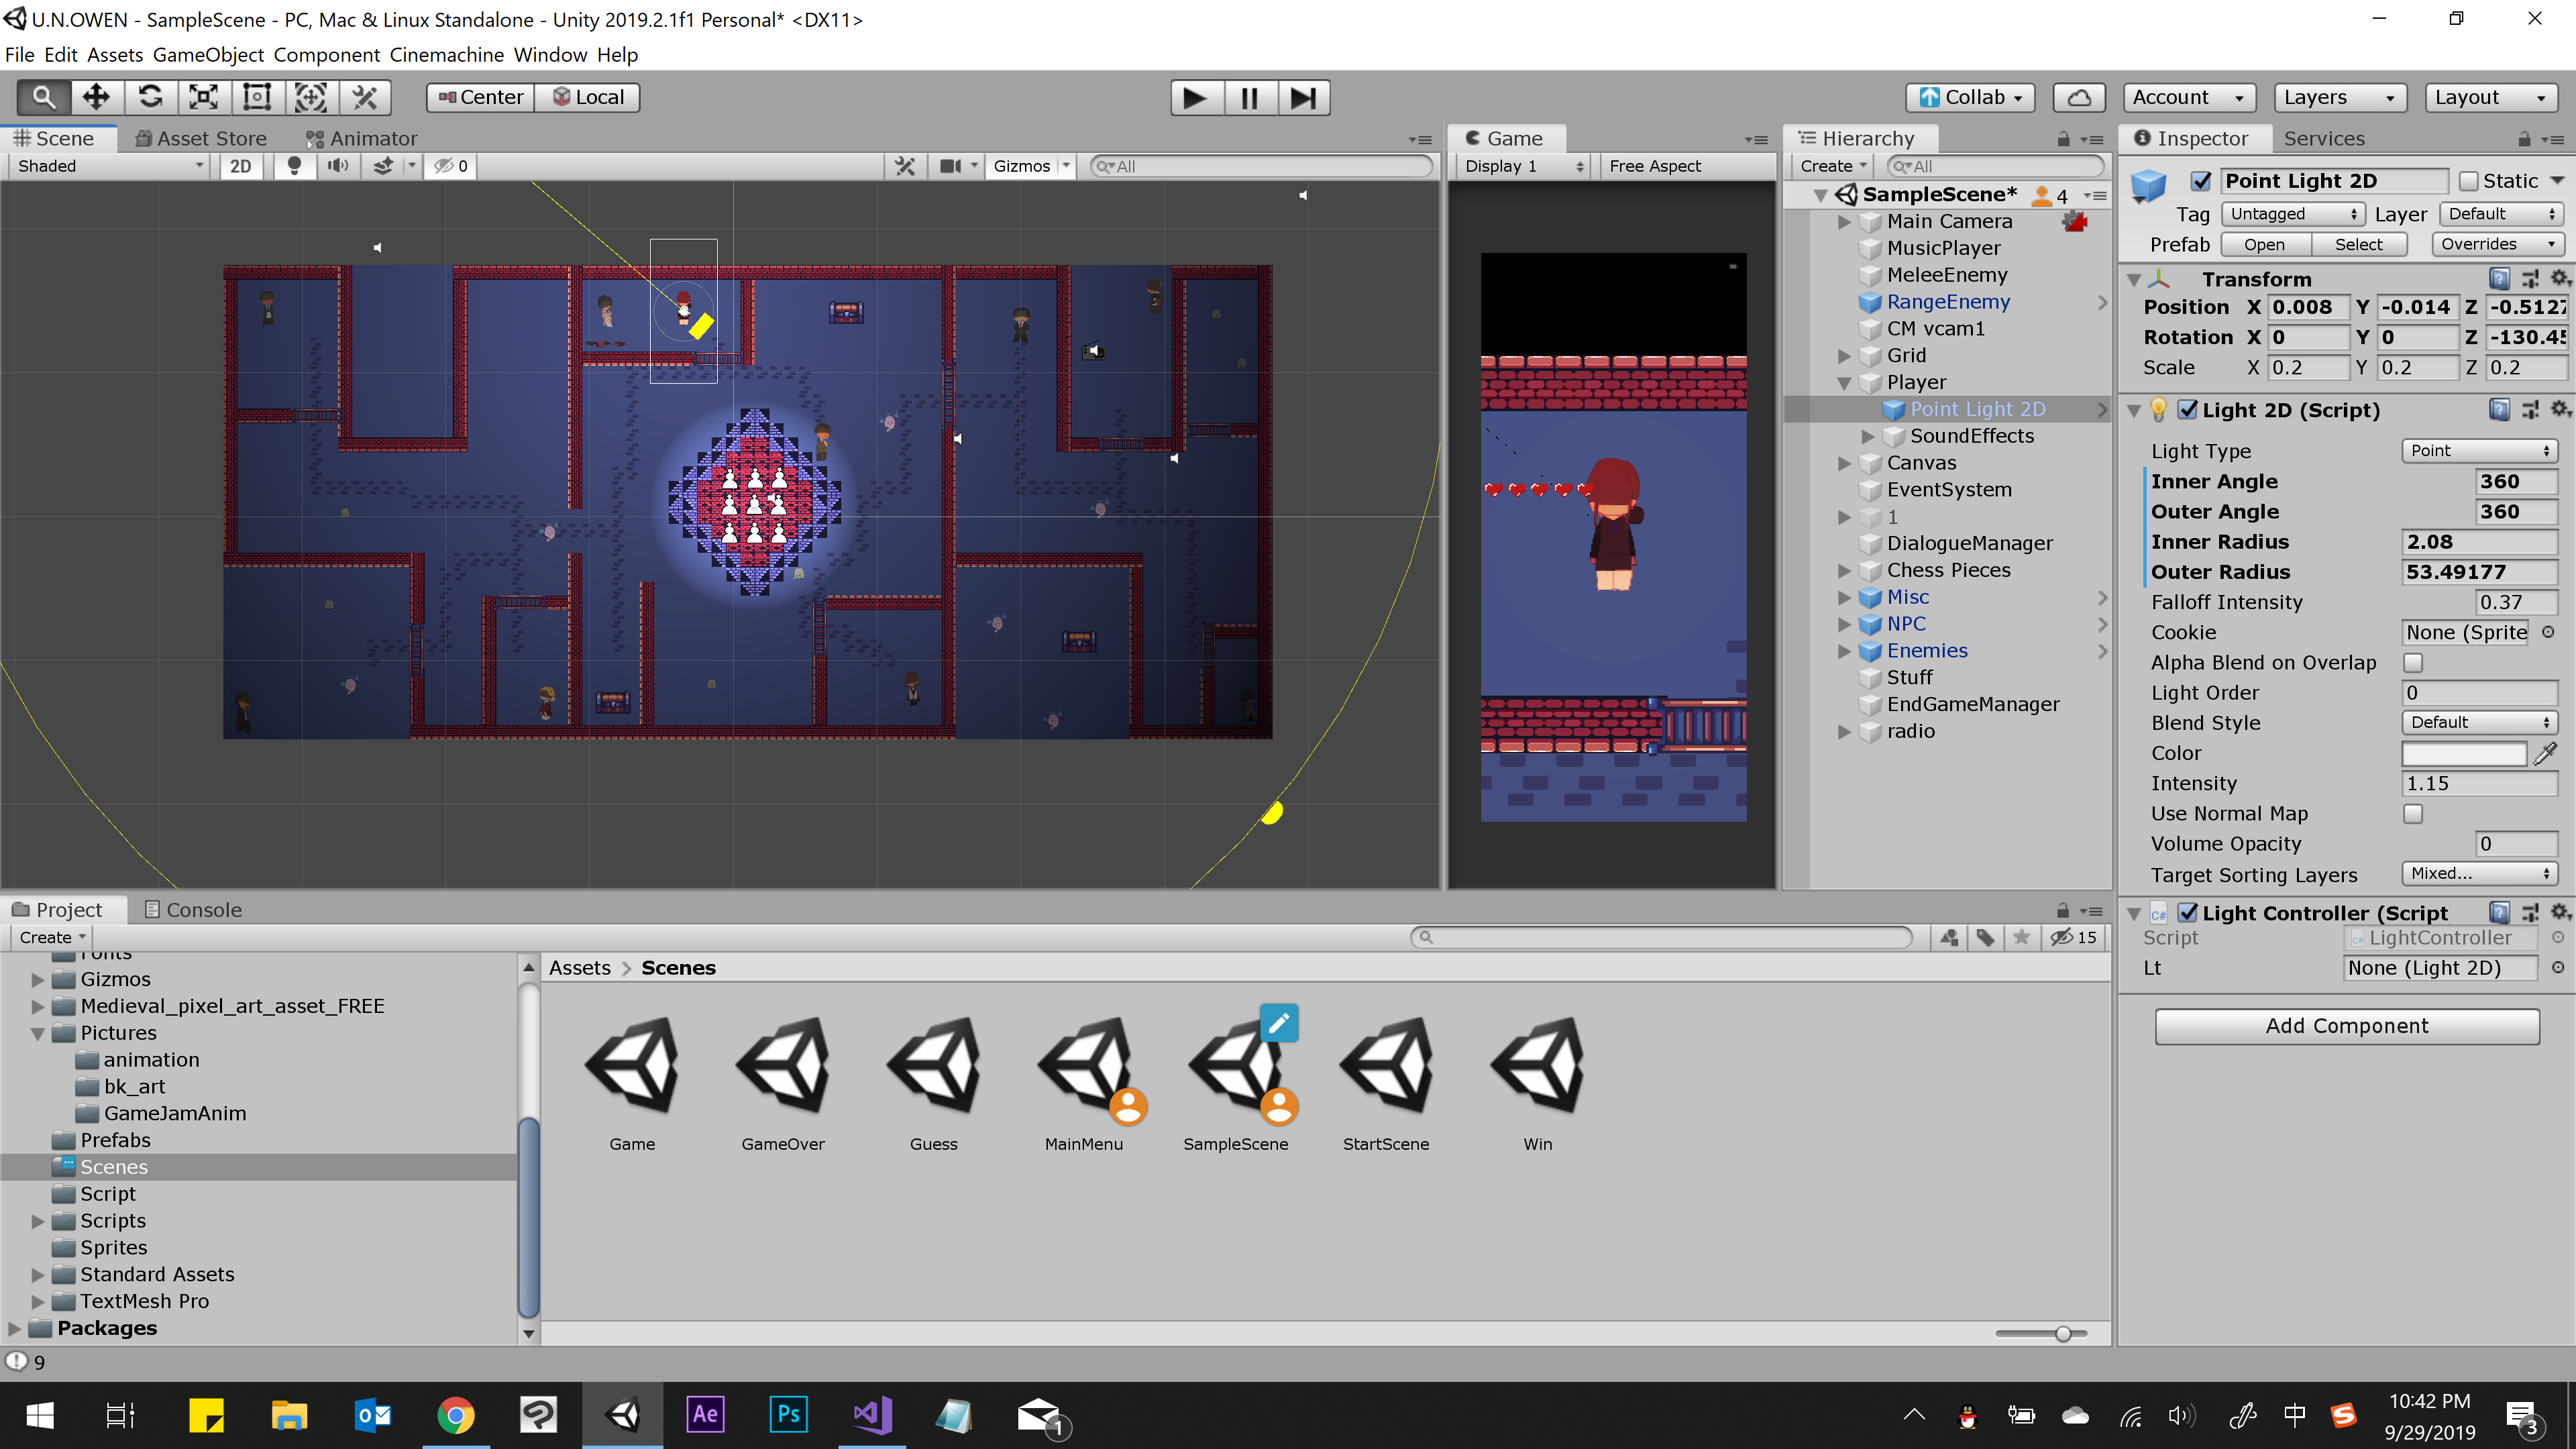 U.N.OWEN - SampleScene - PC, Mac & Linux Standalone - Unity 2019.2.1f1 Personal* <DX11>
File Edit Assets GameObject Component Cinemachine Window Help
Center Local
Collab Account Layers Layout
Scene Asset Store Animator
Shaded 2D 0 Gizmos All
Game
Display 1 Free Aspect
Hierarchy
Create All
SampleScene* 4
Main Camera
MusicPlayer
MeleeEnemy
RangeEnemy
CM vcam1
Grid
Player
Point Light 2D
SoundEffects
Canvas
EventSystem
1
DialogueManager
Chess Pieces
Misc
NPC
Enemies
Stuff
EndGameManager
radio
Inspector Services
Point Light 2D Static
Tag Untagged Layer Default
Prefab Open Select Overrides
Transform
Position X 0.008 Y -0.014 Z -0.5127
Rotation X 0 Y 0 Z -130.45
Scale X 0.2 Y 0.2 Z 0.2
Light 2D (Script)
Light Type Point
Inner Angle 360
Outer Angle 360
Inner Radius 2.08
Outer Radius 53.49177
Falloff Intensity 0.37
Cookie None (Sprite
Alpha Blend on Overlap
Light Order 0
Blend Style Default
Color
Intensity 1.15
Use Normal Map
Volume Opacity 0
Target Sorting Layers Mixed...
Light Controller (Script
Script LightController
Lt None (Light 2D)
Add Component
Project Console
Create 15
Fonts
Gizmos
Medieval_pixel_art_asset_FREE
Pictures
animation
bk_art
GameJamAnim
Prefabs
Scenes
Script
Scripts
Sprites
Standard Assets
TextMesh Pro
Packages
Assets > Scenes
Game GameOver Guess MainMenu SampleScene StartScene Win
9
Ae Ps 1
中
10:42 PM
9/29/2019
3